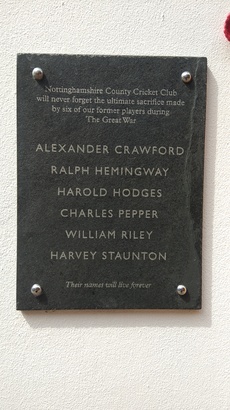 Nottinghamshire County Cricket Club
will never forget the ultimate sacrifice made
by six of our former players during
The Great War
ALEXANDER CRAWFORD
RALPH HEMINGWAY
HAROLD HODGES
CHARLES PEPPER
WILLIAM RILEY
HARVEY STAUNTON
Their names will live forever